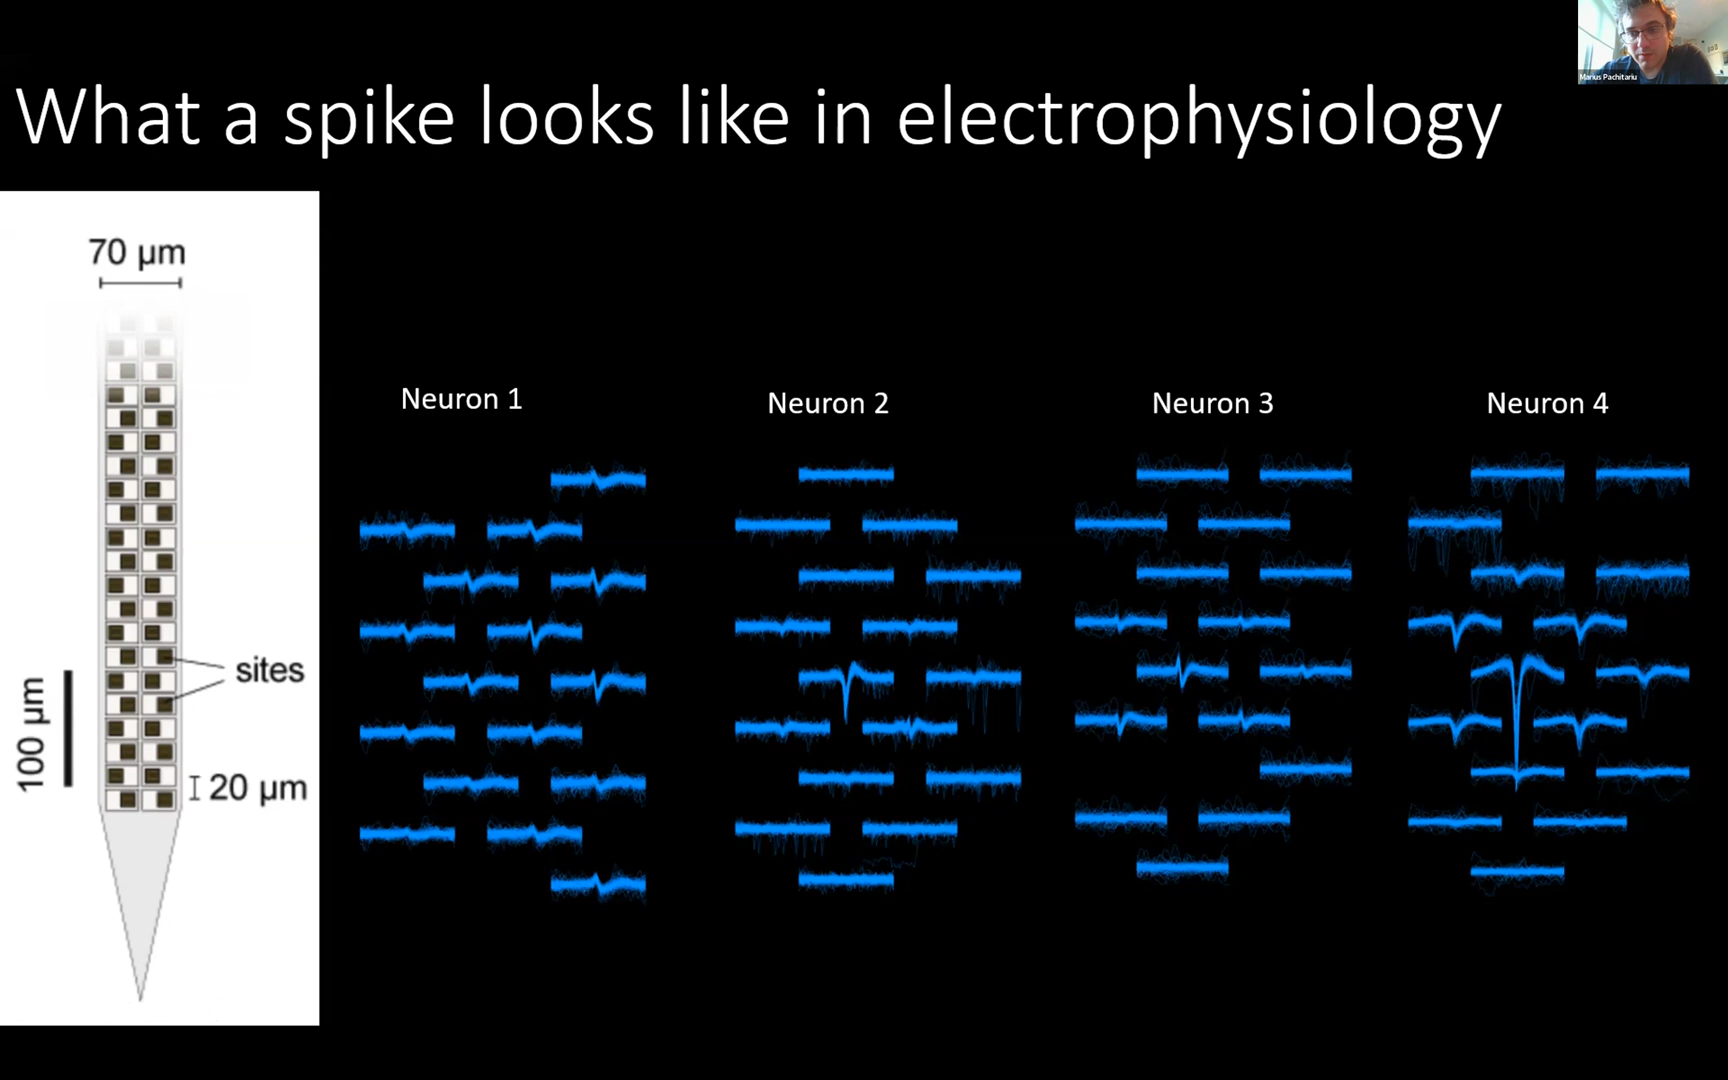 Marius Pachitariu
What a spike looks like in electrophysiology
70 µm
sites
100 µm
20 µm
Neuron 1
Neuron 2
Neuron 3
Neuron 4